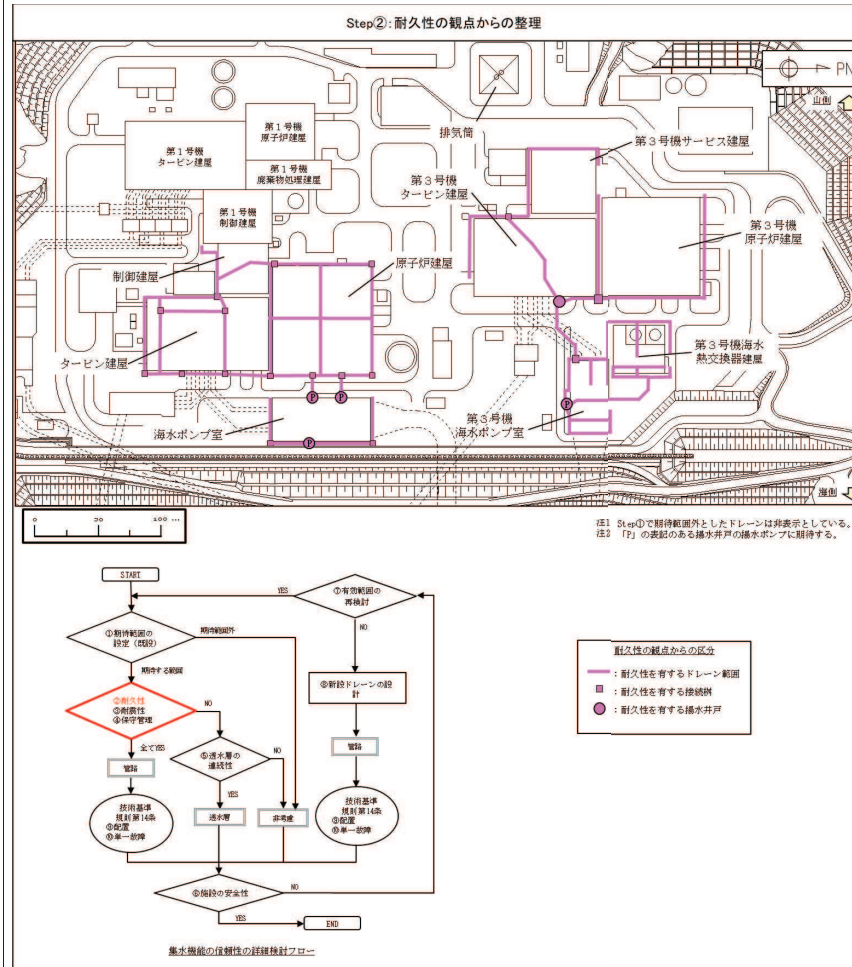 Step②:耐久性の観点からの整理
PN
山側
第1号機
原子炉建屋
第1号機
タービン建屋
第1号機
廃棄物処理建屋
第1号機
制御建屋
排気筒
第3号機サービス建屋
第3号機
タービン建屋
第3号機
原子炉建屋
制御建屋
原子炉建屋
タービン建屋
第3号機海水
熱交換器建屋
海水ポンプ室
第3号機
海水ポンプ室
P
P
P
P
海側
0 50 100 ...
注1 Step①で期待範囲外としたドレーンは非表示としている。
注2 「P」の表記のある揚水井戸の揚水ポンプに期待する。
START
YES
⑦有効範囲の
再検討
①期待範囲の
設定(既設)
期待範囲外
NO
期待する範囲
②耐久性
③耐震性
④保守管理
NO
⑧新設ドレーンの設
計
全てYES
⑤透水層の
連続性
NO
NO
管路
YES
管路
技術基準
規則第14条
⑨配置
⑩単一故障
透水層
非考慮
技術基準
規則第14条
⑨配置
⑩単一故障
⑥施設の安全性
NO
YES
END
集水機能の信頼性の詳細検討フロー
耐久性の観点からの区分
:耐久性を有するドレーン範囲
:耐久性を有する接続桝
:耐久性を有する揚水井戸